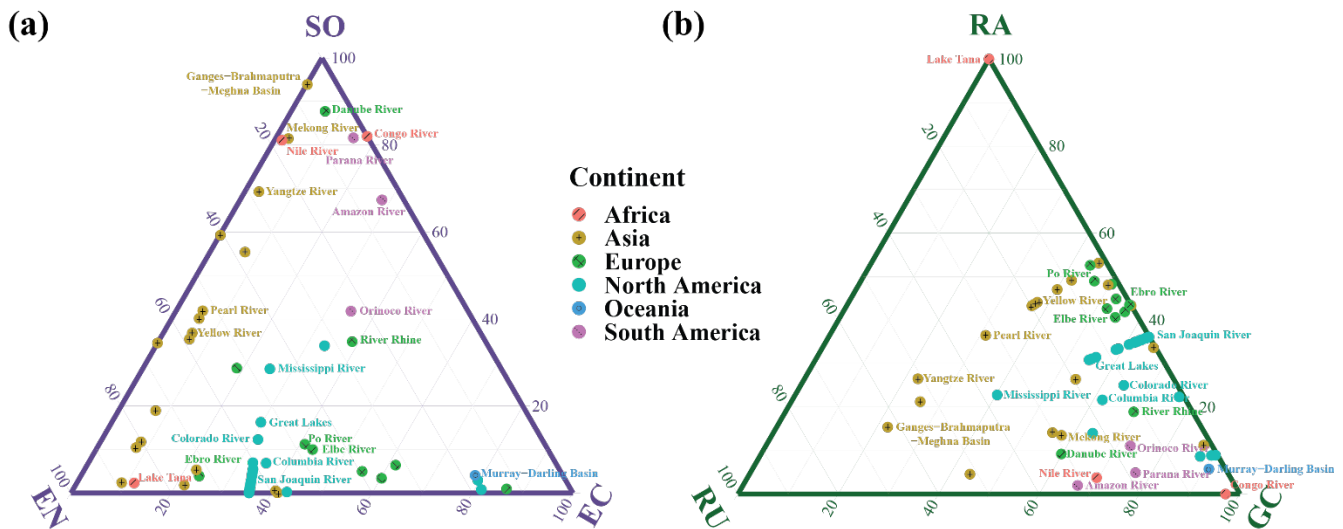 (a)
SO
100
Ganges−Brahmaputra
−Meghna Basin
Danube River
Mekong River
Congo River
20
Nile River
Parana River
80
Yangtze River
Amazon River
40
60
Pearl River
Orinoco River
Yellow River
40
60
River Rhine
Mississippi River
80
20
Great Lakes
Colorado River
Po River
Elbe River
Ebro River
Columbia River
Lake Tana
San Joaquin River
Murray−Darling Basin
100
20
40
60
80
100
EN
EC
Continent
Africa
Asia
Europe
North America
Oceania
South America
(b)
RA
Lake Tana
100
20
80
40
60
Po River
Ebro River
Yellow River
Elbe River
40
60
San Joaquin River
Pearl River
Great Lakes
Yangtze River
Colorado River
Mississippi River
Columbia River
80
20
River Rhine
Ganges−Brahmaputra
−Meghna Basin
Mekong River
Orinoco River
Danube River
Nile River
Parana River
Murray−Darling Basin
Amazon River
Congo River
100
20
40
60
80
100
RU
GC